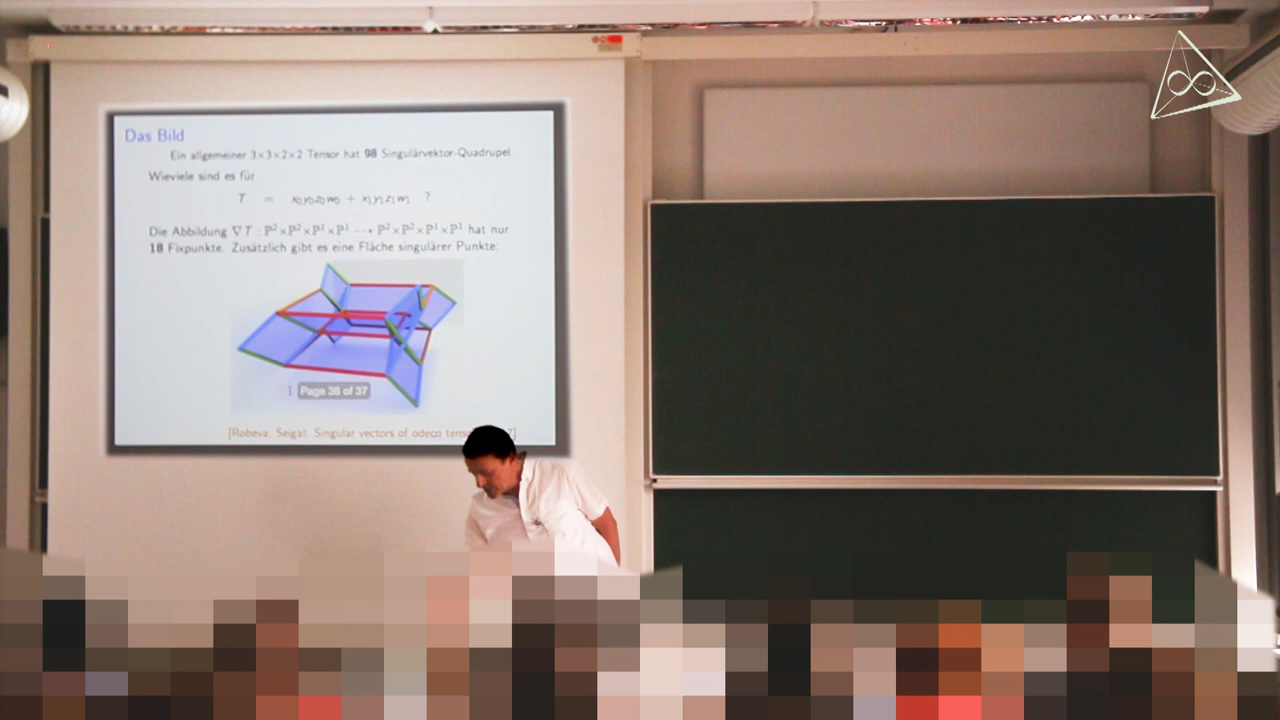 Das Bild
Ein allgemeiner 3×3×2×2 Tensor hat 98 Singulärvektor-Quadrupel.
Wieviele sind es für
T = x₀y₀z₀w₀ + x₁y₁z₁w₁ ?
Die Abbildung ∇T : ℙ²×ℙ²×ℙ¹×ℙ¹ ⇢ ℙ²×ℙ²×ℙ¹×ℙ¹ hat nur
18 Fixpunkte. Zusätzlich gibt es eine Fläche singulärer Punkte:
Page 36 of 37
[Robeva, Seigal: Singular vectors of odeco